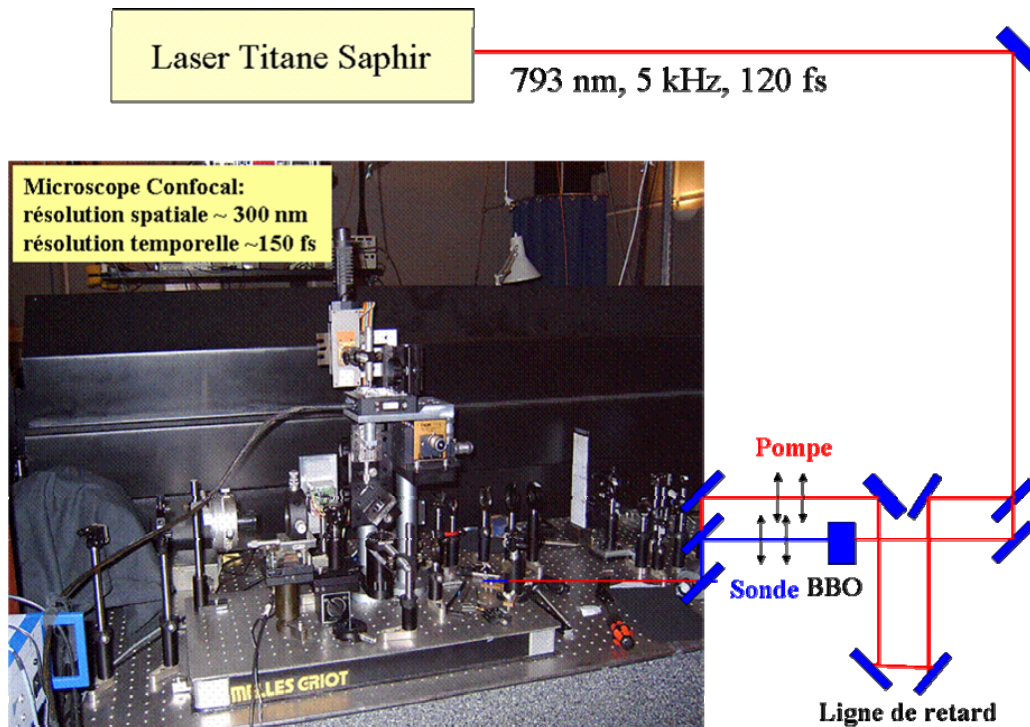 Laser Titane Saphir
793 nm, 5 kHz, 120 fs
Microscope Confocal:
résolution spatiale ~ 300 nm
résolution temporelle ~150 fs
Pompe
Sonde BBO
MELLES GRIOT
Ligne de retard